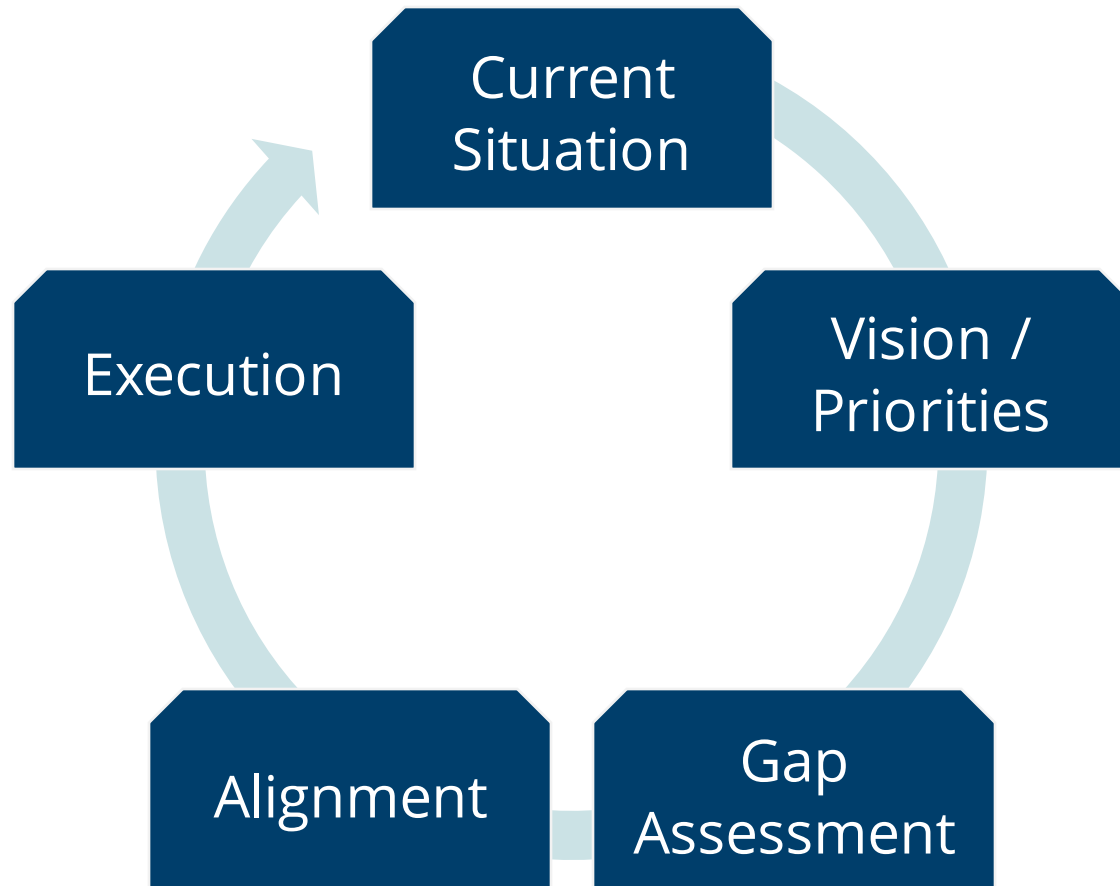 Current
Situation
Vision /
Priorities
Gap
Assessment
Alignment
Execution